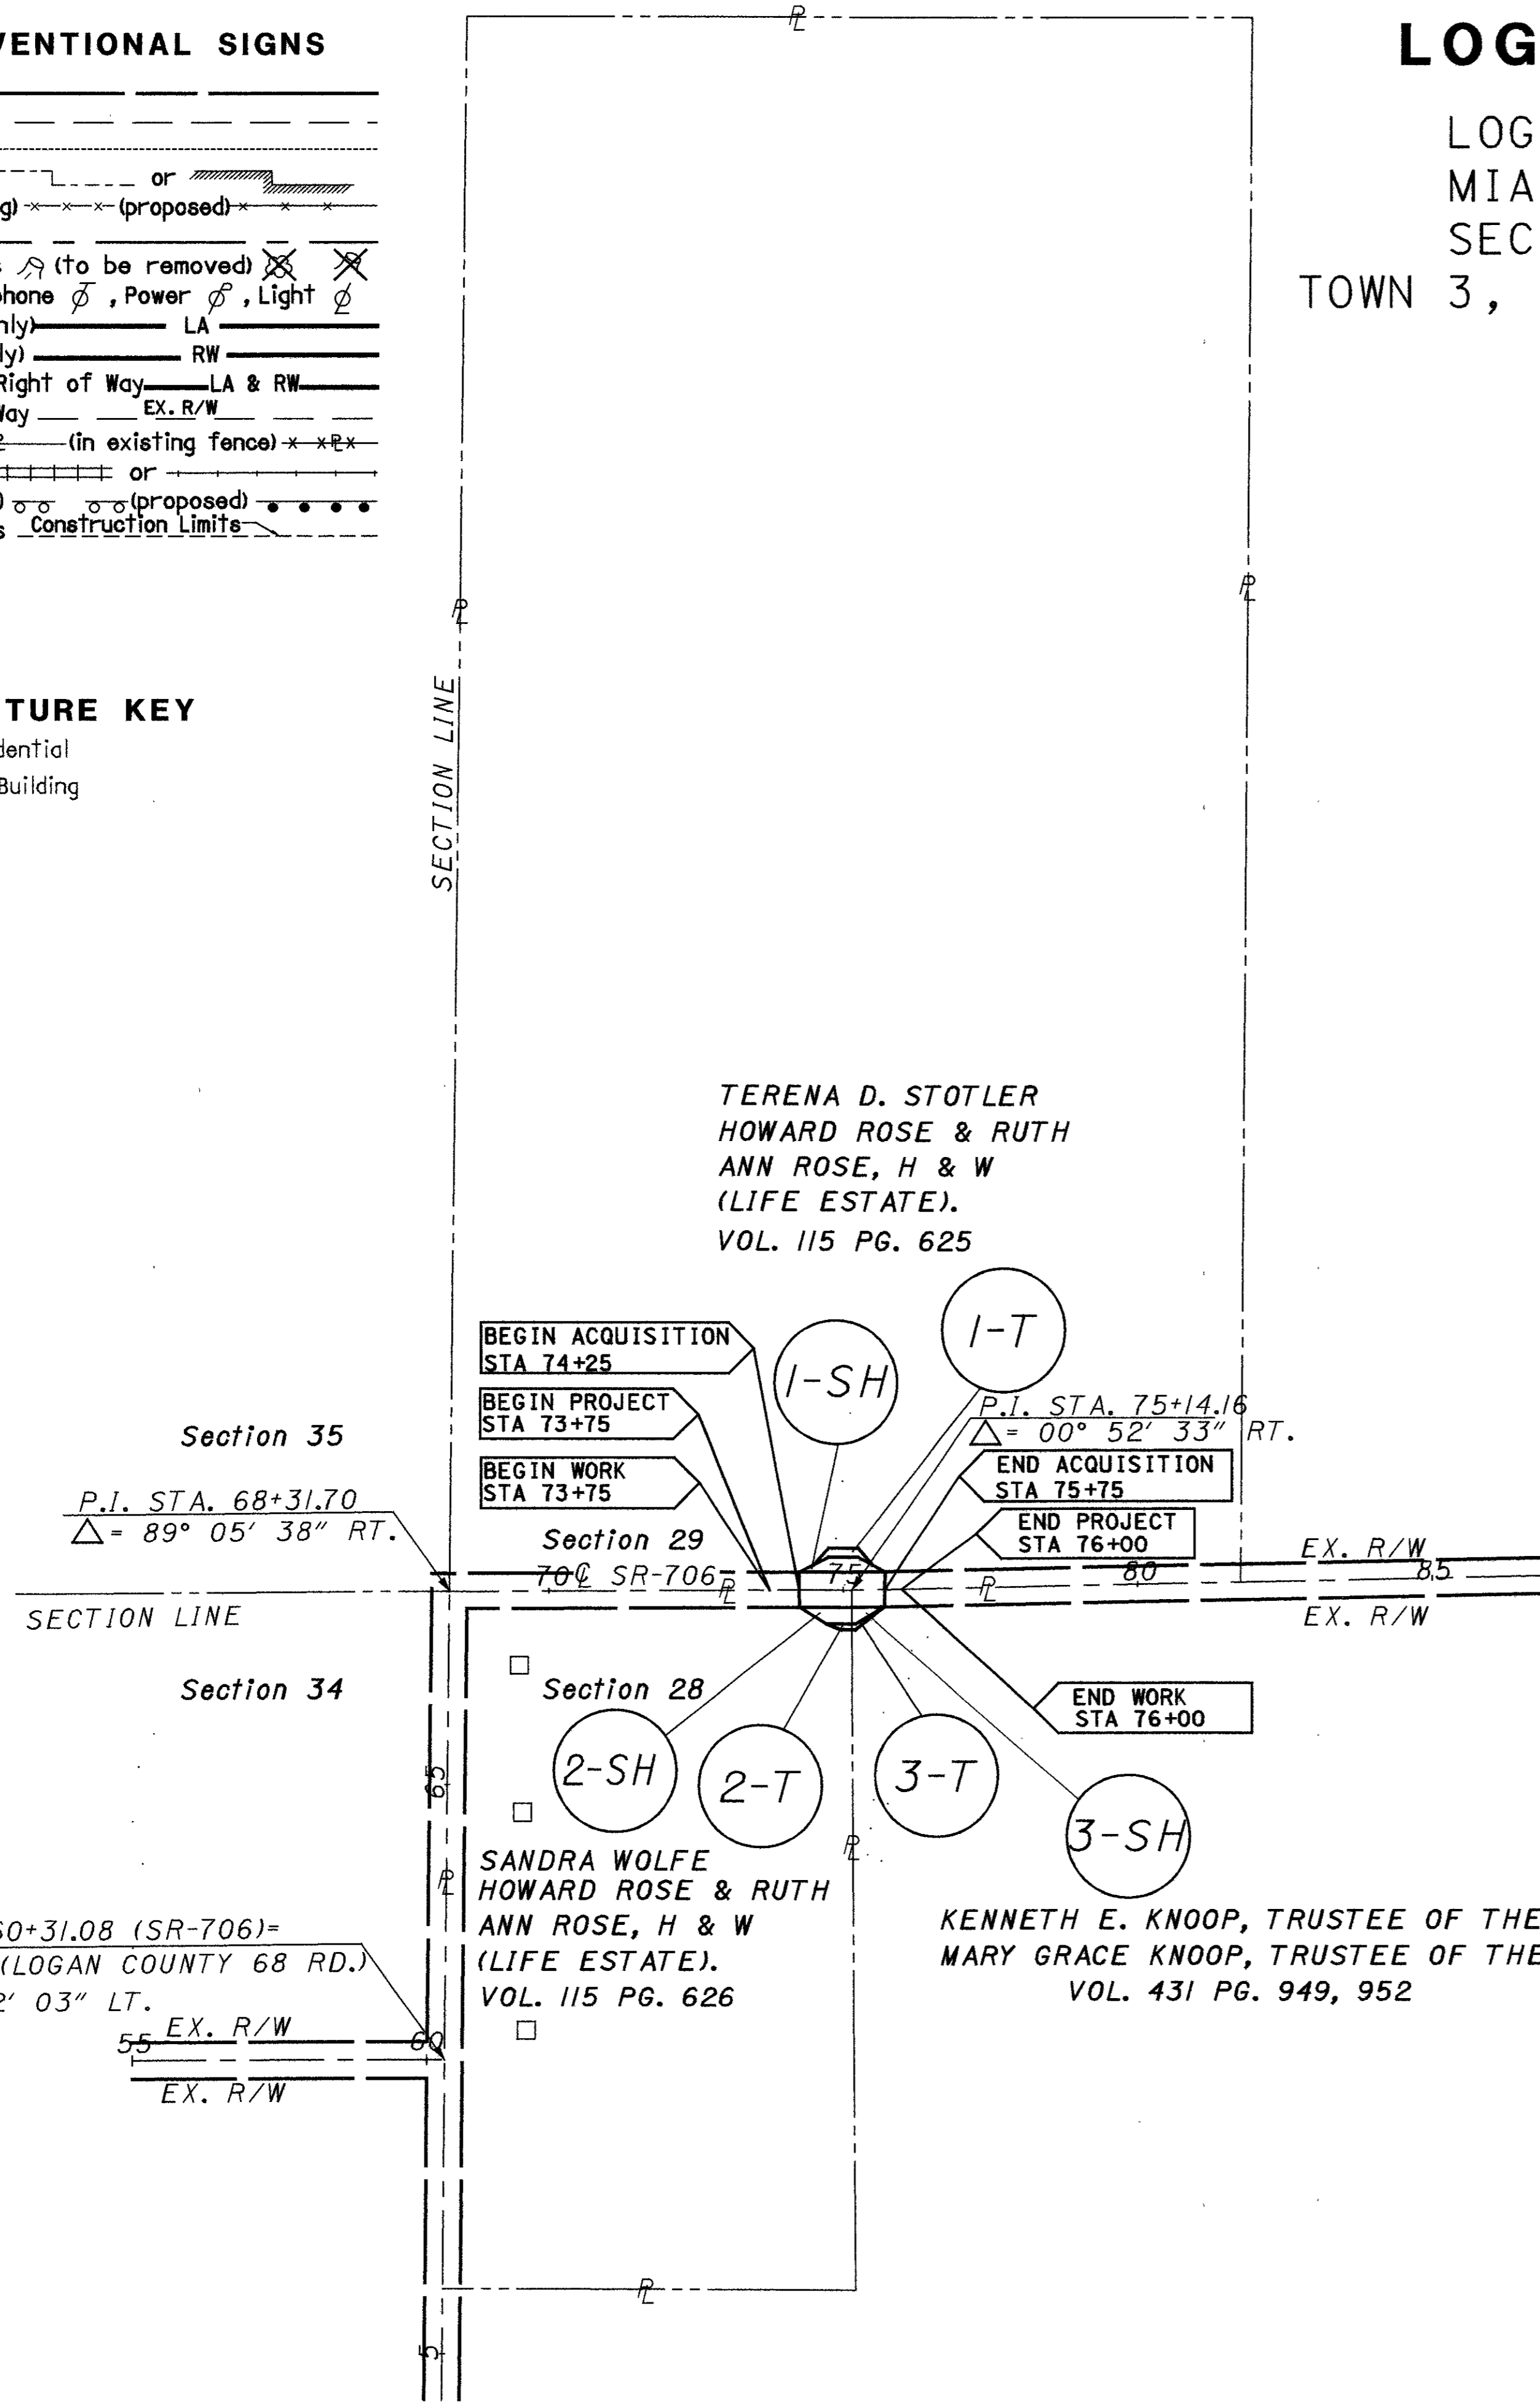 VENTIONAL SIGNS
or
g) (proposed)
(to be removed)
phone , Power , Light
nly) LA
ly) RW
Right of Way LA & RW
Way EX. R/W
(in existing fence)
or
(proposed)
s Construction Limits
TURE KEY
dential
Building
LOG
LOG
MIA
SEC
TOWN 3,
SECTION LINE
TERENA D. STOTLER
HOWARD ROSE & RUTH
ANN ROSE, H & W
(LIFE ESTATE).
VOL. 115 PG. 625
1-T
1-SH
BEGIN ACQUISITION
STA 74+25
BEGIN PROJECT
STA 73+75
BEGIN WORK
STA 73+75
P.I. STA. 75+14.16
△= 00° 52' 33" RT.
END ACQUISITION
STA 75+75
END PROJECT
STA 76+00
Section 35
P.I. STA. 68+31.70
△= 89° 05' 38" RT.
Section 29
70 ℄ SR-706 75 80 85
EX. R/W
EX. R/W
SECTION LINE
Section 34
Section 28
END WORK
STA 76+00
2-SH
2-T
3-T
3-SH
65
SANDRA WOLFE
HOWARD ROSE & RUTH
ANN ROSE, H & W
(LIFE ESTATE).
VOL. 115 PG. 626
KENNETH E. KNOOP, TRUSTEE OF THE
MARY GRACE KNOOP, TRUSTEE OF THE
VOL. 431 PG. 949, 952
60+31.08 (SR-706)=
(LOGAN COUNTY 68 RD.)
2' 03" LT.
EX. R/W
55 60
EX. R/W
5